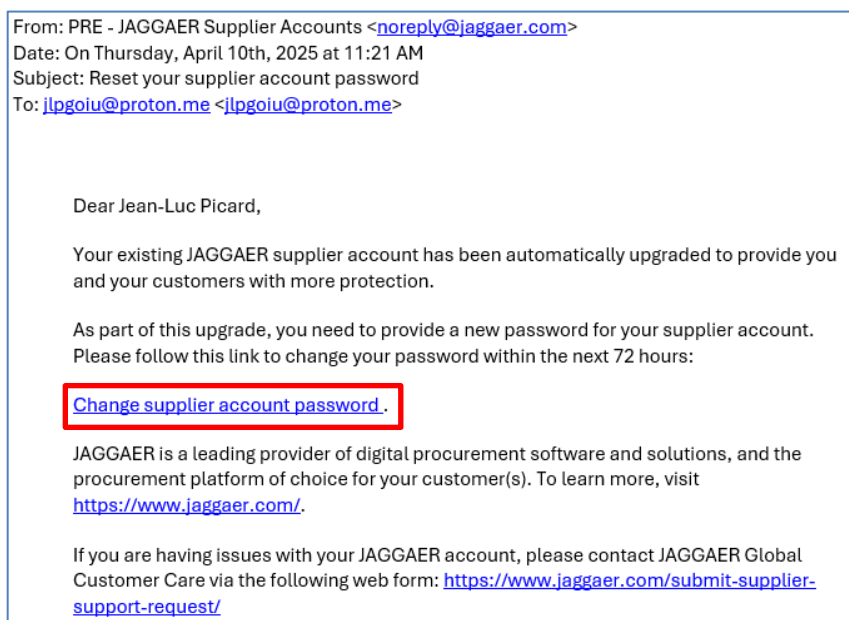 From: PRE - JAGGAER Supplier Accounts <noreply@jaggaer.com>
Date: On Thursday, April 10th, 2025 at 11:21 AM
Subject: Reset your supplier account password
To: jlpgoiu@proton.me <jlpgoiu@proton.me>
Dear Jean-Luc Picard,
Your existing JAGGAER supplier account has been automatically upgraded to provide you
and your customers with more protection.
As part of this upgrade, you need to provide a new password for your supplier account.
Please follow this link to change your password within the next 72 hours:
Change supplier account password .
JAGGAER is a leading provider of digital procurement software and solutions, and the
procurement platform of choice for your customer(s). To learn more, visit
https://www.jaggaer.com/.
If you are having issues with your JAGGAER account, please contact JAGGAER Global
Customer Care via the following web form: https://www.jaggaer.com/submit-supplier-
support-request/